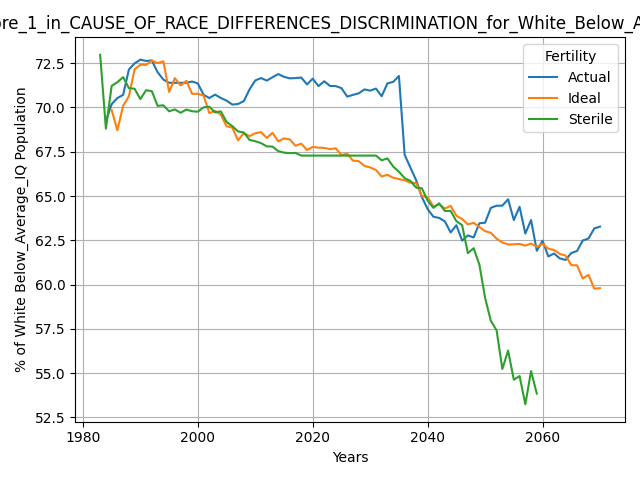 re_1_in_CAUSE_OF_RACE_DIFFERENCES_DISCRIMINATION_for_White_Below_A
Fertility
Actual
Ideal
Sterile
% of White Below_Average_IQ Population
72.5
70.0
67.5
65.0
62.5
60.0
57.5
55.0
52.5
1980
2000
2020
2040
2060
Years